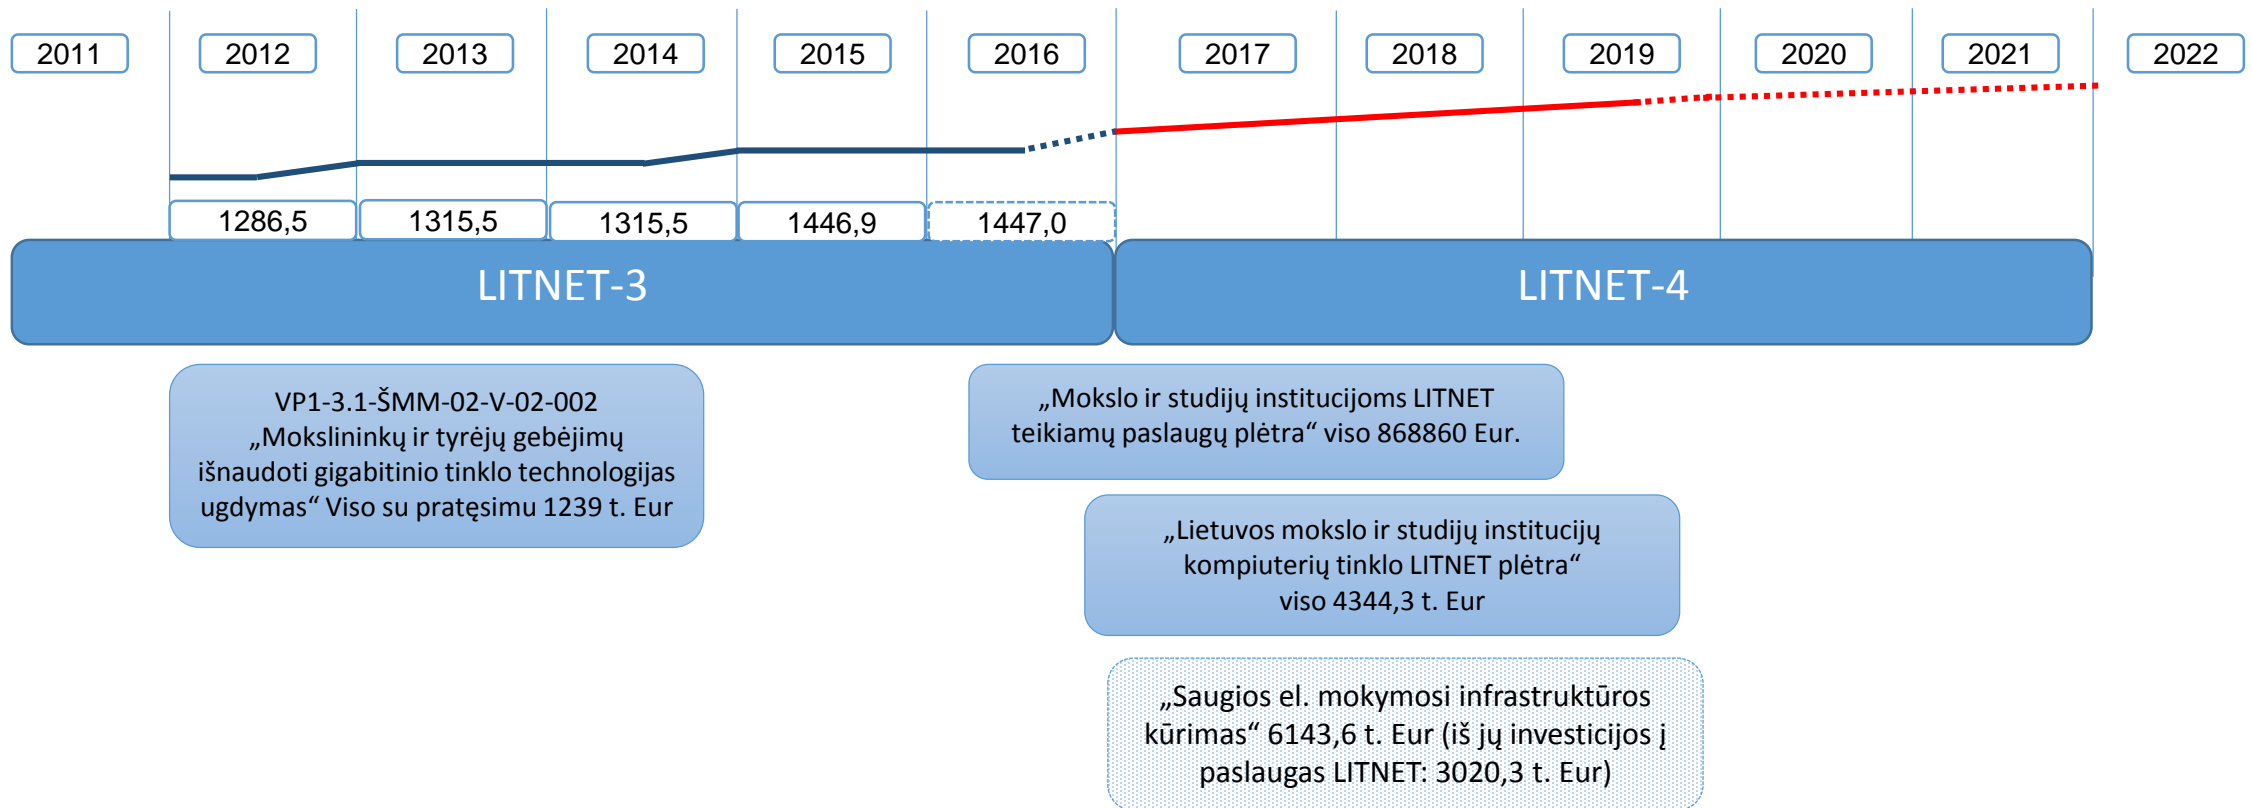 2011
2012
2013
2014
2015
2016
2017
2018
2019
2020
2021
2022
1286,5
1315,5
1315,5
1446,9
1447,0
LITNET-3
LITNET-4
VP1-3.1-ŠMM-02-V-02-002
„Mokslininkų ir tyrėjų gebėjimų
išnaudoti gigabitinio tinklo technologijas
ugdymas“ Viso su pratęsimu 1239 t. Eur
„Mokslo ir studijų institucijoms LITNET
teikiamų paslaugų plėtra“ viso 868860 Eur.
„Lietuvos mokslo ir studijų institucijų
kompiuterių tinklo LITNET plėtra“
viso 4344,3 t. Eur
„Saugios el. mokymosi infrastruktūros
kūrimas“ 6143,6 t. Eur (iš jų investicijos į
paslaugas LITNET: 3020,3 t. Eur)